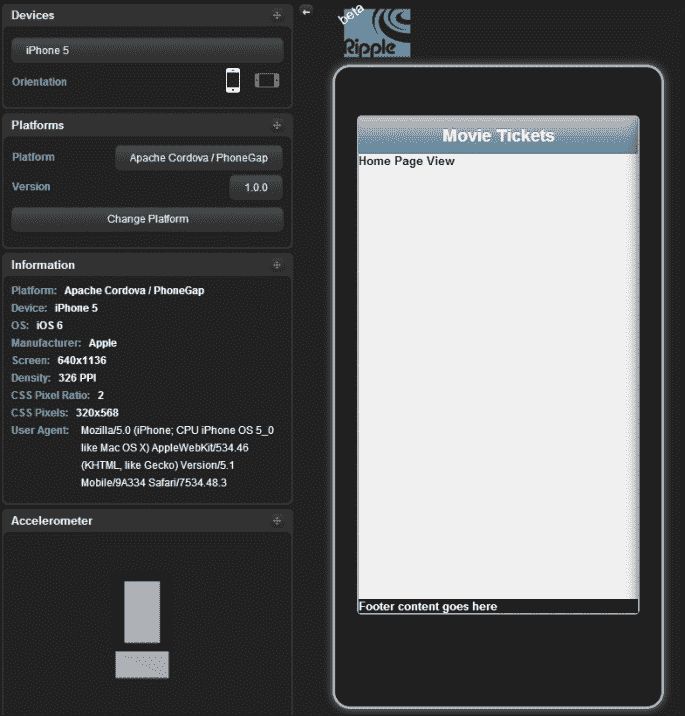 Devices
iPhone 5
Orientation
Platforms
Platform Apache Cordova / PhoneGap
Version 1.0.0
Change Platform
Information
Platform: Apache Cordova / PhoneGap
Device: iPhone 5
OS: iOS 6
Manufacturer: Apple
Screen: 640x1136
Density: 326 PPI
CSS Pixel Ratio: 2
CSS Pixels: 320x568
User Agent: Mozilla/5.0 (iPhone; CPU iPhone OS 5_0
like Mac OS X) AppleWebKit/534.46
(KHTML, like Gecko) Version/5.1
Mobile/9A334 Safari/7534.48.3
Accelerometer
beta
Ripple
Movie Tickets
Home Page View
Footer content goes here